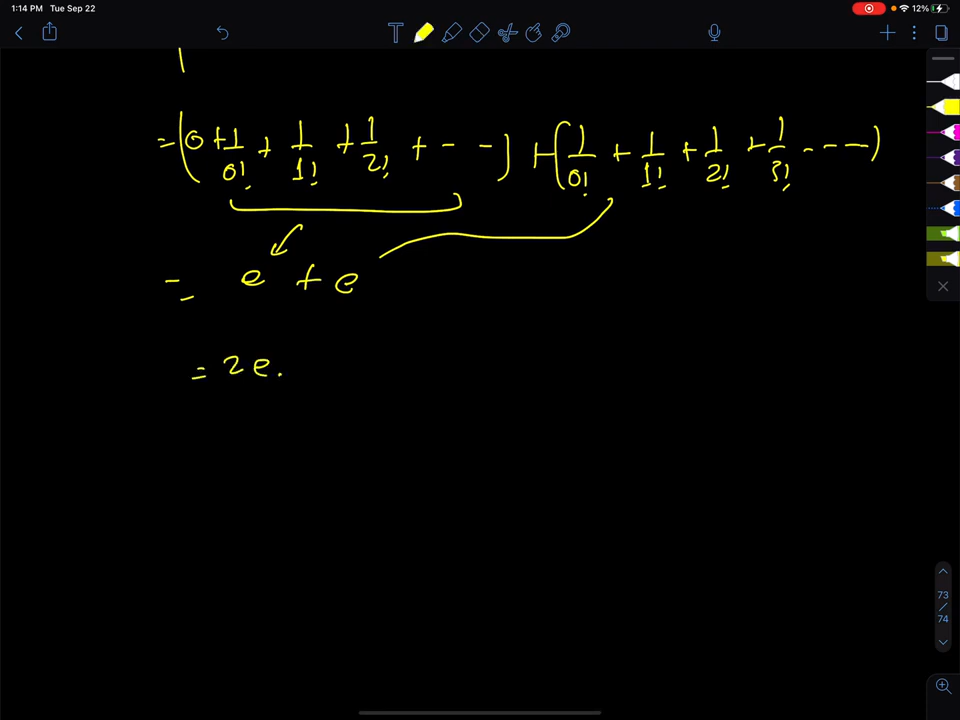 1:14 PM Tue Sep 22
12%
= (0 + 1/0! + 1/1! + 1/2! + - -) + (1/0! + 1/1! + 1/2! + 1/3! - - -)
= e + e
= 2e.
73
/
74